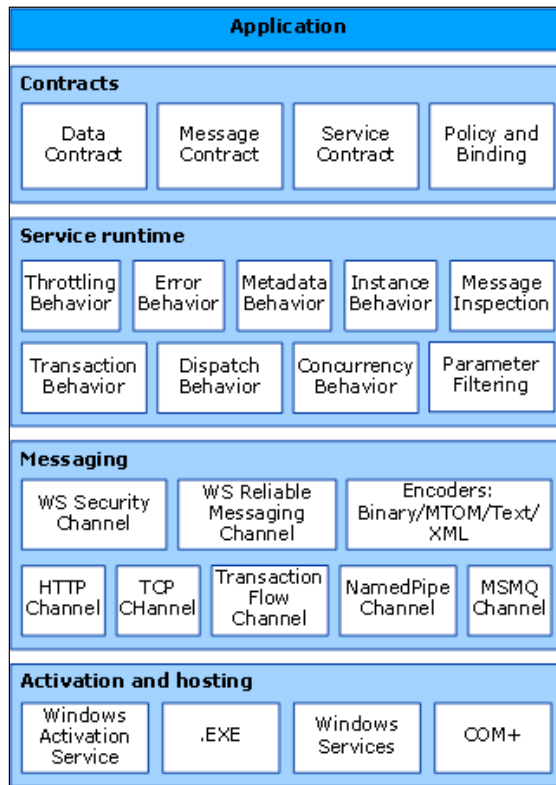 Application
Contracts
Data
Contract
Message
Contract
Service
Contract
Policy and
Binding
Service runtime
Throttling
Behavior
Error
Behavior
Metadata
Behavior
Instance
Behavior
Message
Inspection
Transaction
Behavior
Dispatch
Behavior
Concurrency
Behavior
Parameter
Filtering
Messaging
WS Security
Channel
WS Reliable
Messaging
Channel
Encoders:
Binary/MTOM/Text/
XML
HTTP
Channel
TCP
CHannel
Transaction
Flow
Channel
NamedPipe
Channel
MSMQ
Channel
Activation and hosting
Windows
Activation
Service
.EXE
Windows
Services
COM+